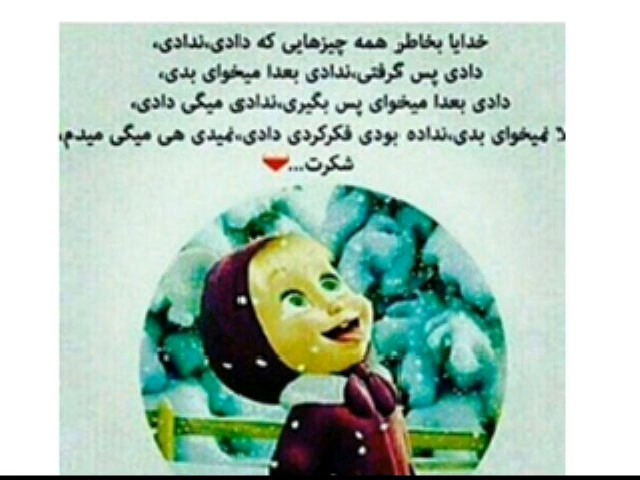 خدایا بخاطر همه چیزهایی که دادی،ندادی،
دادی پس گرفتی،ندادی بعدا میخوای بدی،
دادی بعدا میخوای پس بگیری،ندادی میگی دادی،
نمیخوای بدی،نداده بودی فکرکردی دادی،نمیدی هی میگی میدم،
شکرت...